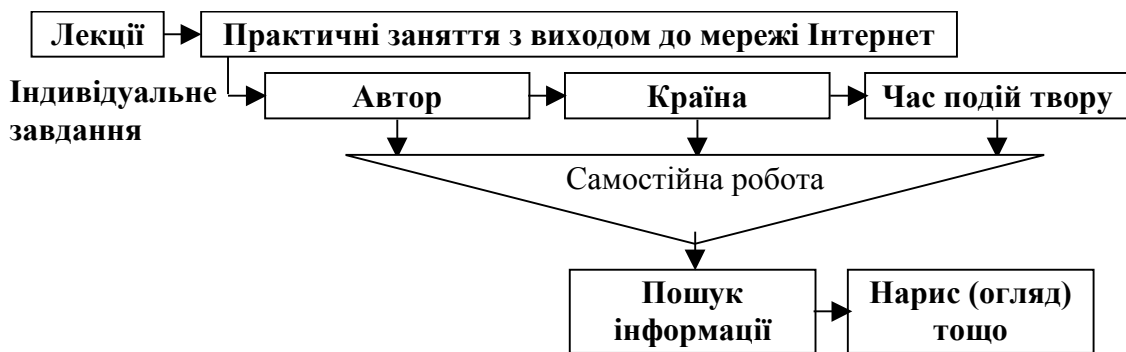 Лекції
Практичні заняття з виходом до мережі Інтернет
Індивідуальне
завдання
Автор
Країна
Час подій твору
Самостійна робота
Пошук
інформації
Нарис (огляд)
тощо